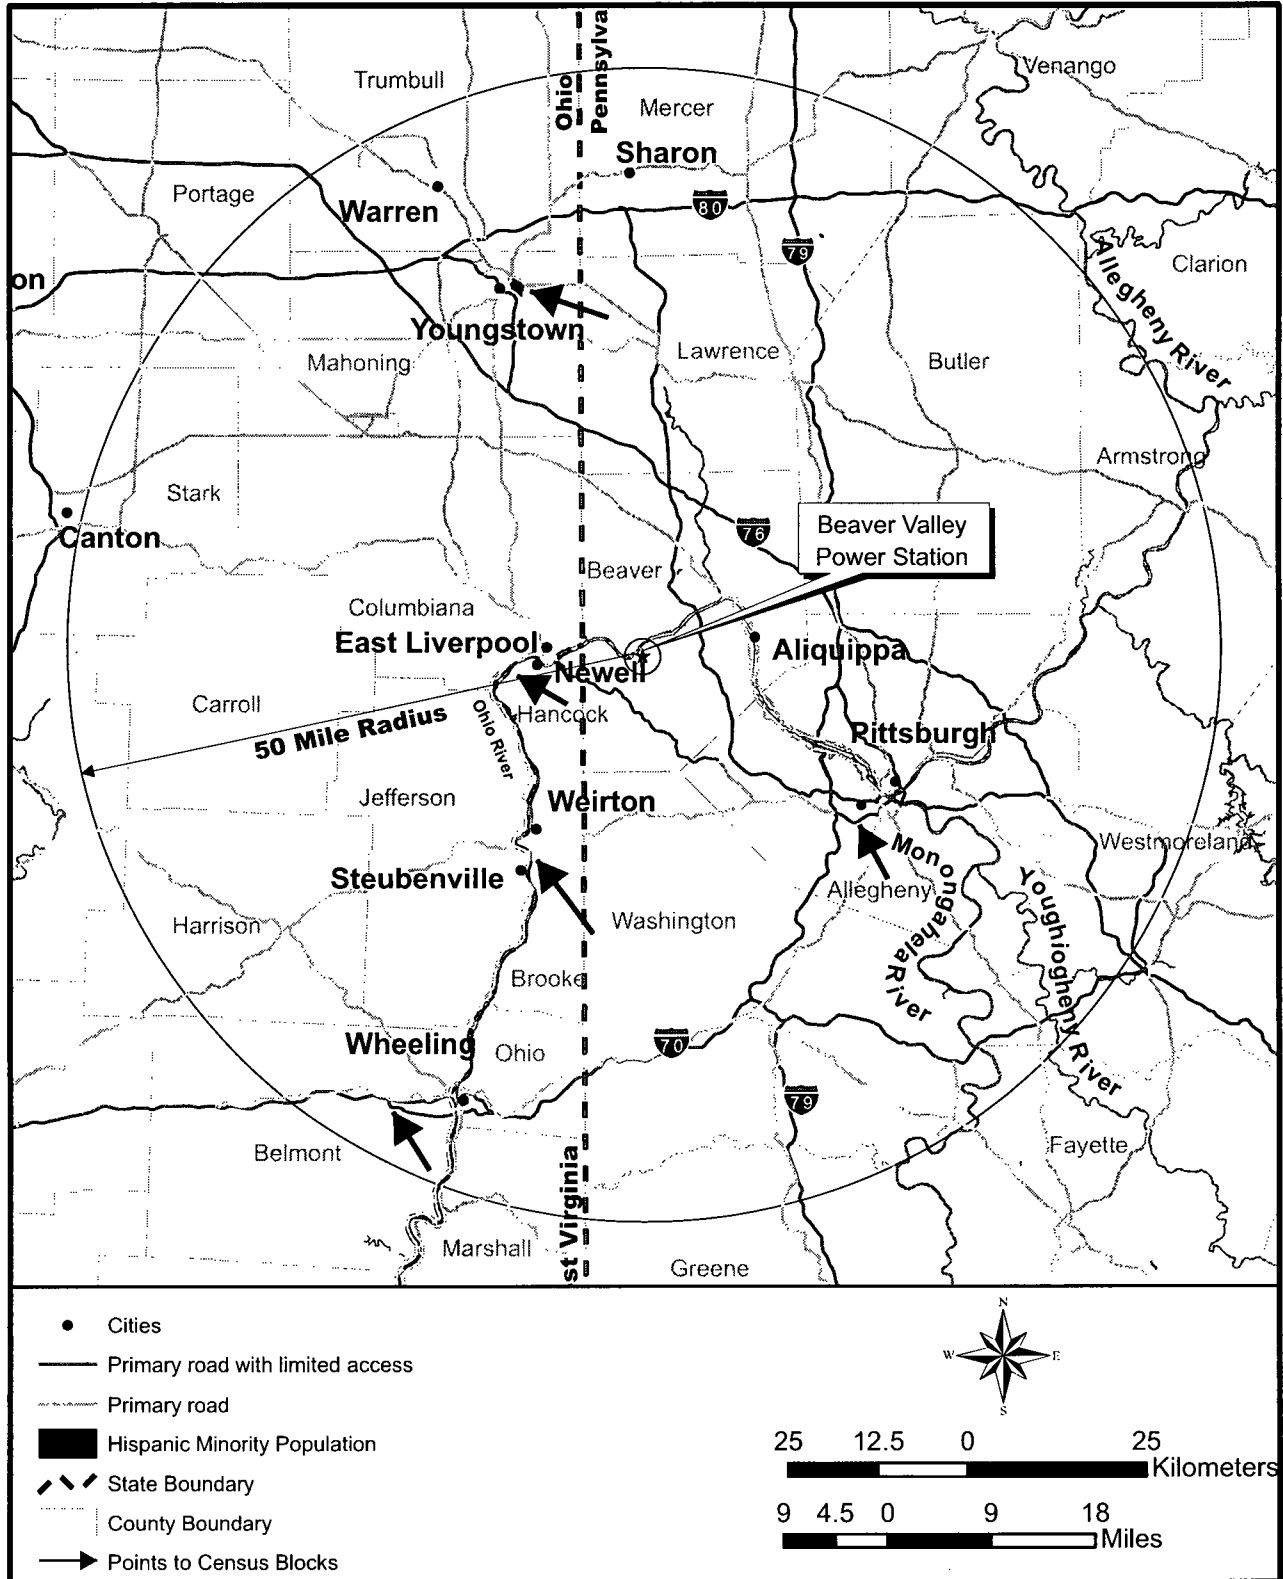 Trumbull
Ohio
Pennsylva
Mercer
Venango
Sharon
Portage
Warren
80
79
on
Allegheny River
Clarion
Youngstown
Mahoning
Lawrence
Butler
Armstrong
Stark
Canton
76
Beaver Valley
Power Station
Beaver
Columbiana
East Liverpool
Newell
Aliquippa
Carroll
Hancock
50 Mile Radius
Ohio River
Pittsburgh
Jefferson
Weirton
Westmoreland
Steubenville
Monongahela
River
Allegheny
Youghiogheny River
Harrison
Washington
Brooke
Wheeling
Ohio
70
79
Belmont
Fayette
st Virginia
Marshall
Greene
Cities
Primary road with limited access
Primary road
Hispanic Minority Population
State Boundary
County Boundary
Points to Census Blocks
N
W E
S
25 12.5 0 25
Kilometers
9 4.5 0 9 18
Miles